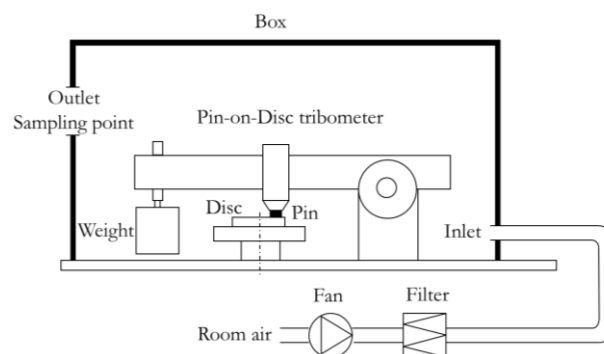 Box
Outlet
Sampling point
Pin-on-Disc tribometer
Disc
Pin
Weight
Inlet
Fan
Filter
Room air